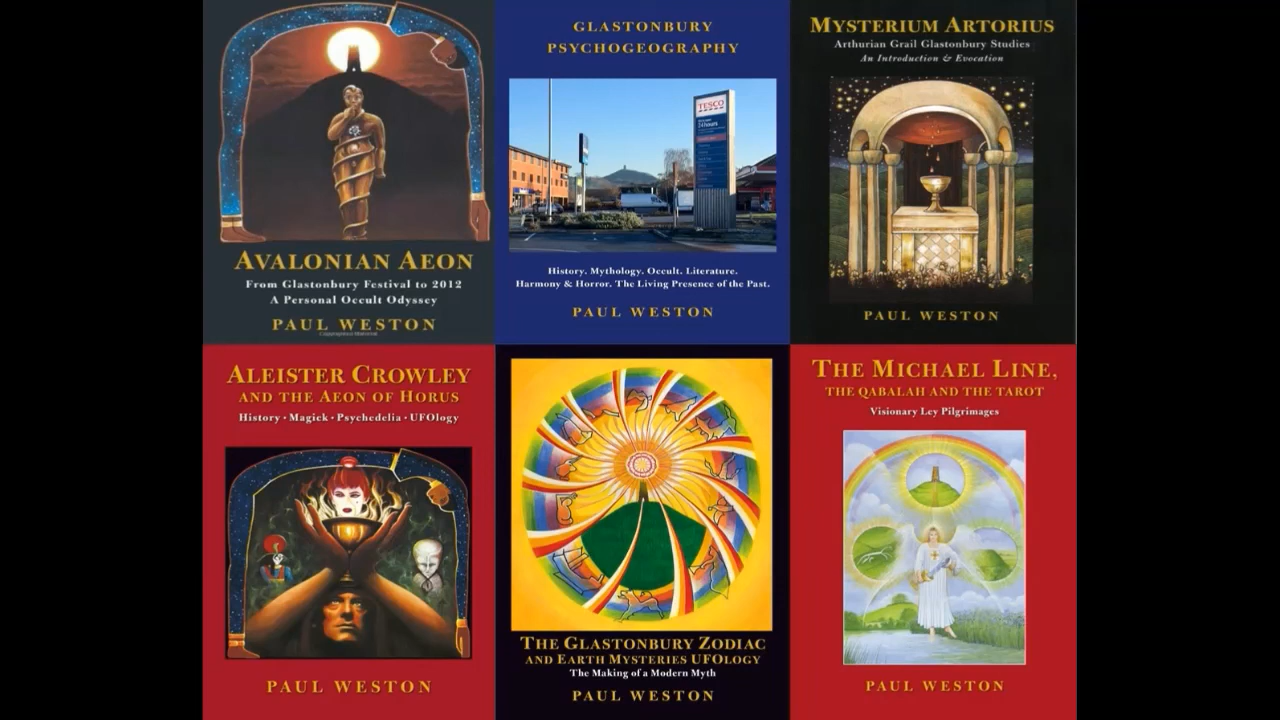 AVALONIAN AEON
From Glastonbury Festival to 2012
A Personal Occult Odyssey
PAUL WESTON
GLASTONBURY
PSYCHOGEOGRAPHY
TESCO
24 hours
History. Mythology. Occult. Literature.
Harmony & Horror. The Living Presence of the Past.
PAUL WESTON
MYSTERIUM ARTORIUS
Arthurian Grail Glastonbury Studies
An Introduction & Evocation
PAUL WESTON
ALEISTER CROWLEY
AND THE AEON OF HORUS
History · Magick · Psychedelia · UFOlogy
PAUL WESTON
THE GLASTONBURY ZODIAC
AND EARTH MYSTERIES UFOLOGY
The Making of a Modern Myth
PAUL WESTON
THE MICHAEL LINE,
THE QABALAH AND THE TAROT
Visionary Ley Pilgrimages
PAUL WESTON